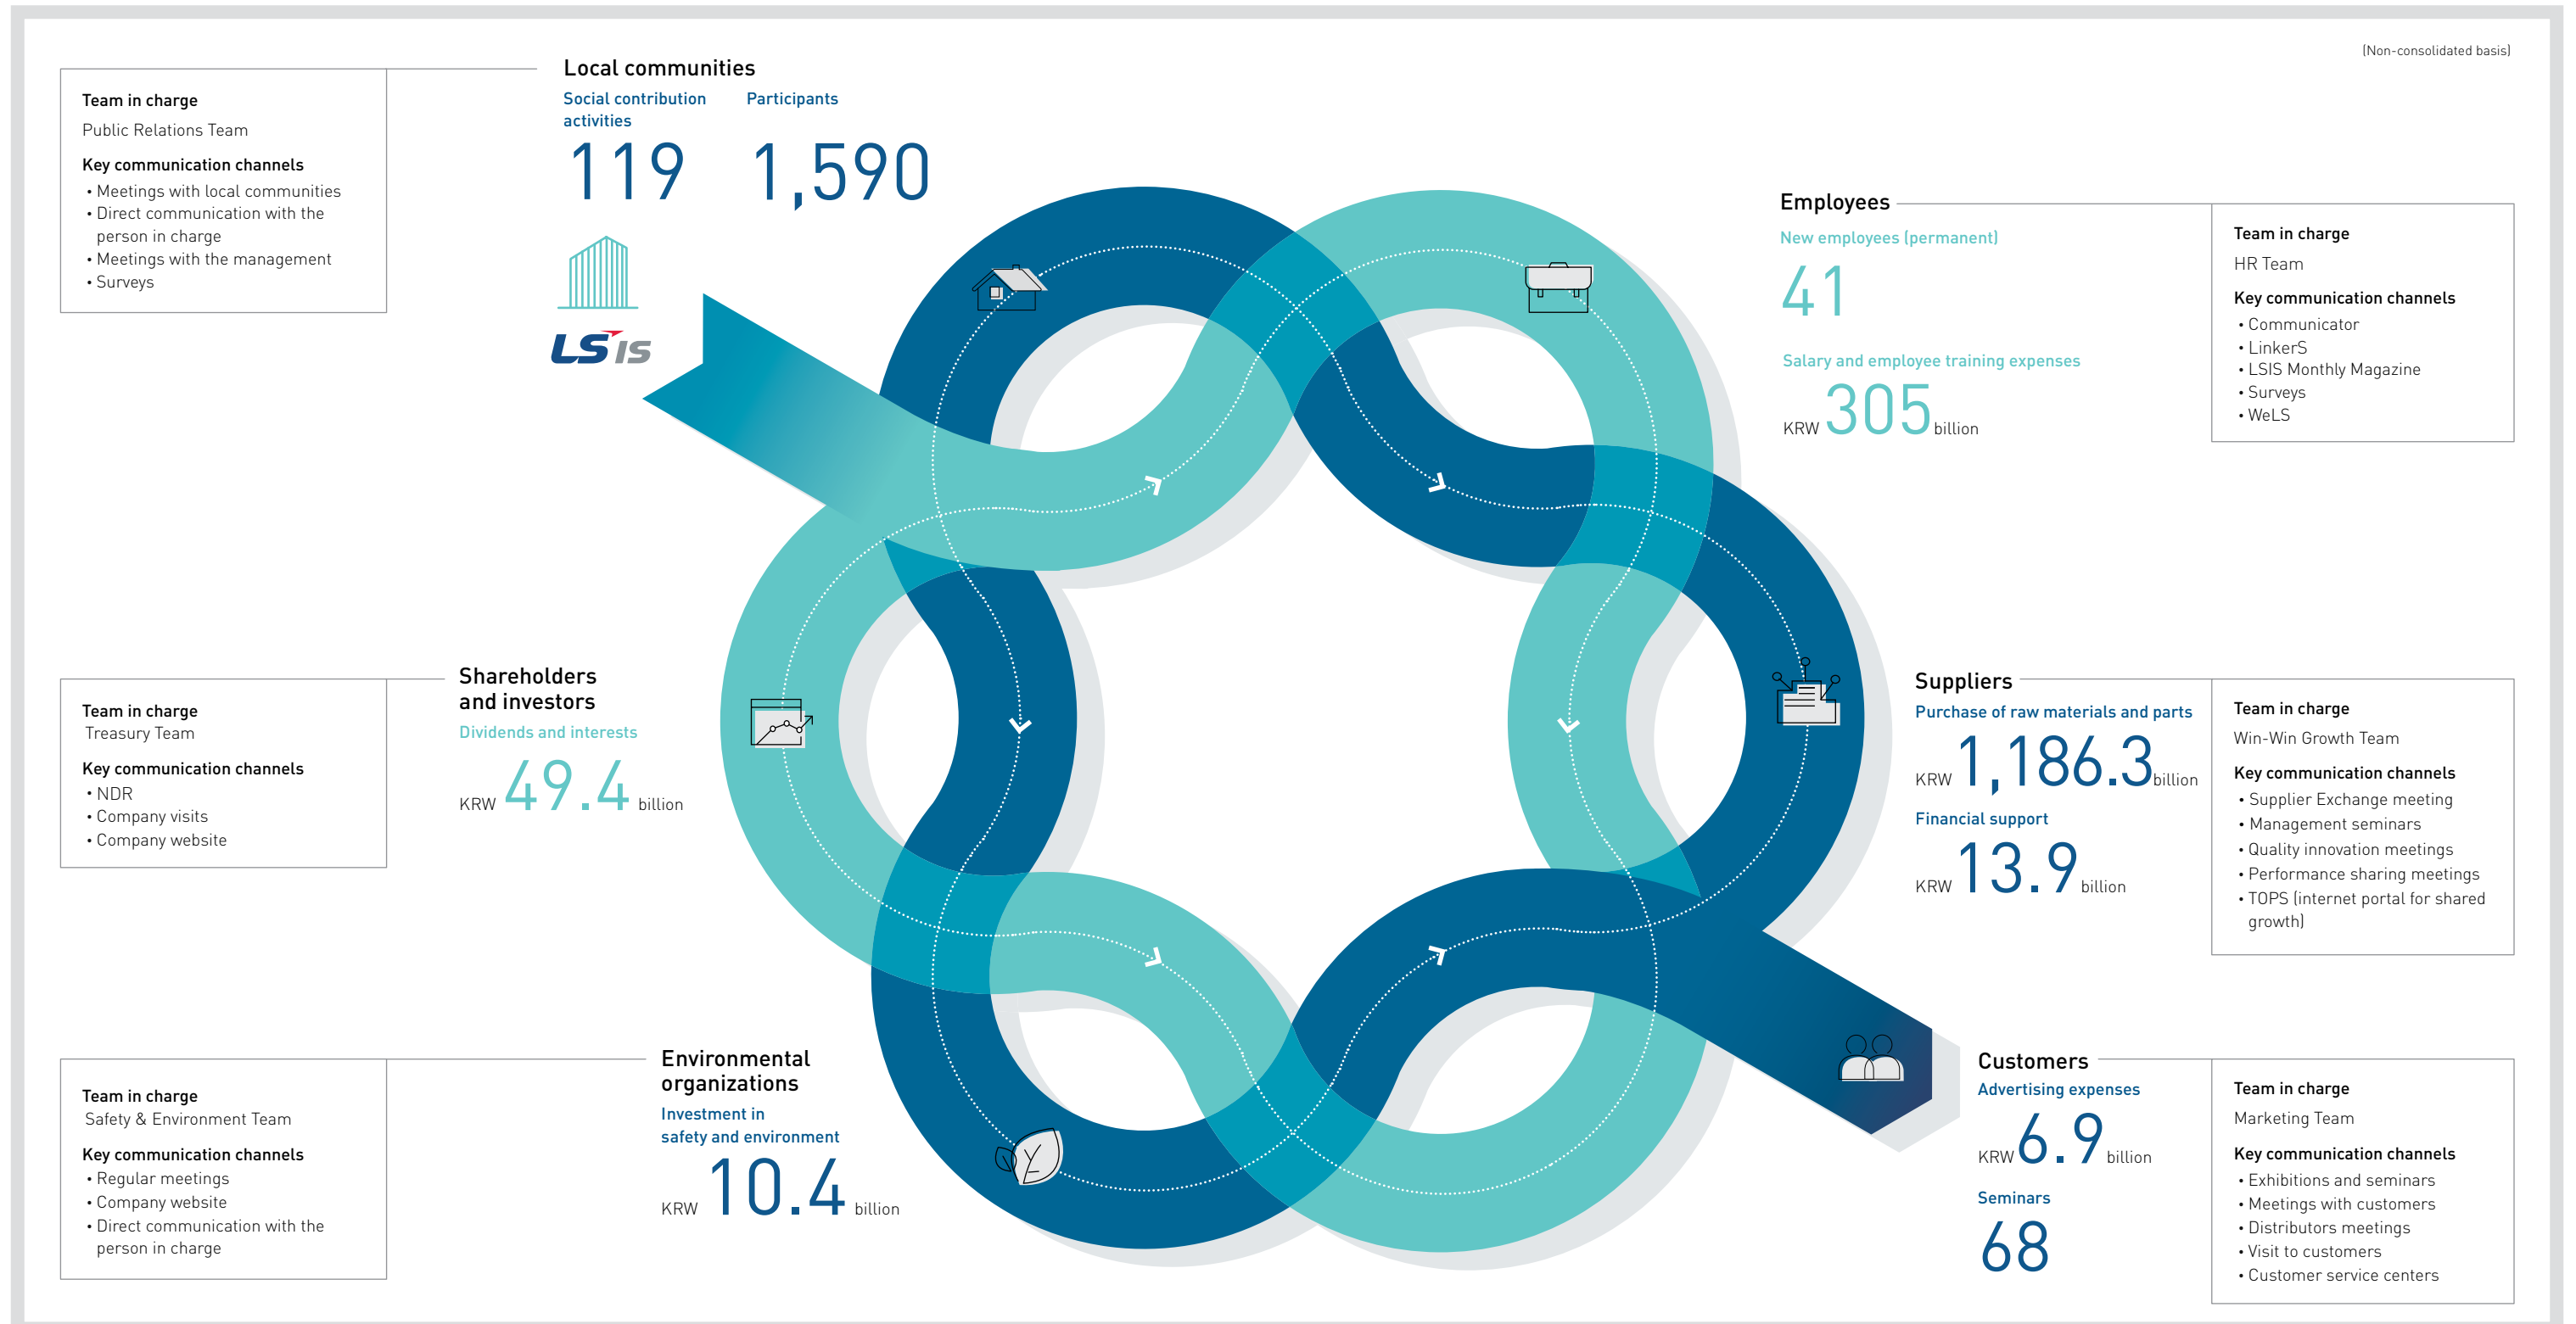 (Non-consolidated basis)
Local communities
Social contribution
activities
119
Participants
1,590
Team in charge
Public Relations Team
Key communication channels
• Meetings with local communities
• Direct communication with the
person in charge
• Meetings with the management
• Surveys
LSIS
Employees
New employees (permanent)
41
Salary and employee training expenses
KRW 305 billion
Team in charge
HR Team
Key communication channels
• Communicator
• LinkerS
• LSIS Monthly Magazine
• Surveys
• WeLS
Shareholders
and investors
Dividends and interests
KRW 49.4 billion
Team in charge
Treasury Team
Key communication channels
• NDR
• Company visits
• Company website
Suppliers
Purchase of raw materials and parts
KRW 1,186.3 billion
Financial support
KRW 13.9 billion
Team in charge
Win-Win Growth Team
Key communication channels
• Supplier Exchange meeting
• Management seminars
• Quality innovation meetings
• Performance sharing meetings
• TOPS (internet portal for shared
growth)
Environmental
organizations
Investment in
safety and environment
KRW 10.4 billion
Team in charge
Safety & Environment Team
Key communication channels
• Regular meetings
• Company website
• Direct communication with the
person in charge
Customers
Advertising expenses
KRW 6.9 billion
Seminars
68
Team in charge
Marketing Team
Key communication channels
• Exhibitions and seminars
• Meetings with customers
• Distributors meetings
• Visit to customers
• Customer service centers